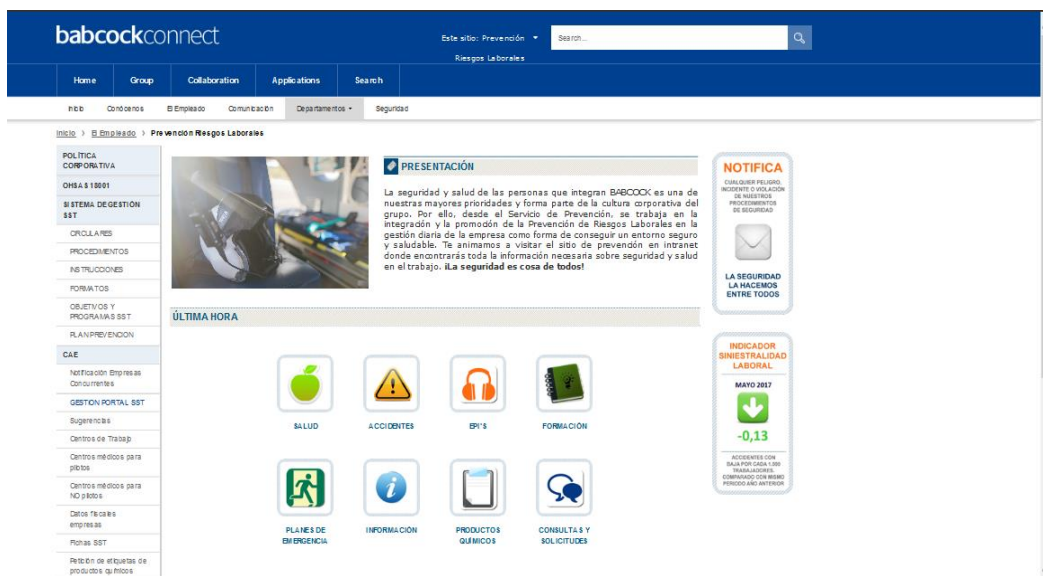 babcockconnect
Este sitio: Prevención
Riesgos Laborales
Search...
Home Group Collaboration Applications Search
Inicio Conócenos El Empleado Comunicación Departamentos Seguridad
Inicio > El Empleado > Prevención Riesgos Laborales
POLÍTICA
CORPORATIVA
OHSAS 18001
SISTEMA DE GESTIÓN
SST
CIRCULARES
PROCEDIMENTOS
INSTRUCCIONES
FORMATOS
OBJETIVOS Y
PROGRAMAS SST
PLAN PREVENCION
CAE
Notificación Empresas
Concurrentes
GESTION PORTAL SST
Sugerencias
Centros de Trabajo
Centros médicos para
pilotos
Centros médicos para
NO pilotos
Datos fiscales
empresas
Fichas SST
Petición de etiquetas de
productos químicos
PRESENTACIÓN
La seguridad y salud de las personas que integran BABCOCK es una de
nuestras mayores prioridades y forma parte de la cultura corporativa del
grupo. Por ello, desde el Servicio de Prevención, se trabaja en la
integración y la promoción de la Prevención de Riesgos Laborales en la
gestión diaria de la empresa como forma de conseguir un entorno seguro
y saludable. Te animamos a visitar el sitio de prevención en intranet
donde encontrarás toda la información necesaria sobre seguridad y salud
en el trabajo. ¡La seguridad es cosa de todos!
ÚLTIMA HORA
SALUD ACCIDENTES EPI'S FORMACIÓN
PLANES DE
EMERGENCIA
INFORMACIÓN
PRODUCTOS
QUÍMICOS
CONSULTAS Y
SOLICITUDES
NOTIFICA
CUALQUIER PELIGRO,
INCIDENTE O VIOLACIÓN
DE NUESTROS
PROCEDIMIENTOS
DE SEGURIDAD
LA SEGURIDAD
LA HACEMOS
ENTRE TODOS
INDICADOR
SINIESTRALIDAD
LABORAL
MAYO 2017
-0,13
ACCIDENTES CON
BAJA POR CADA 1.000
TRABAJADORES.
COMPARADO CON MISMO
PERIODO AÑO ANTERIOR